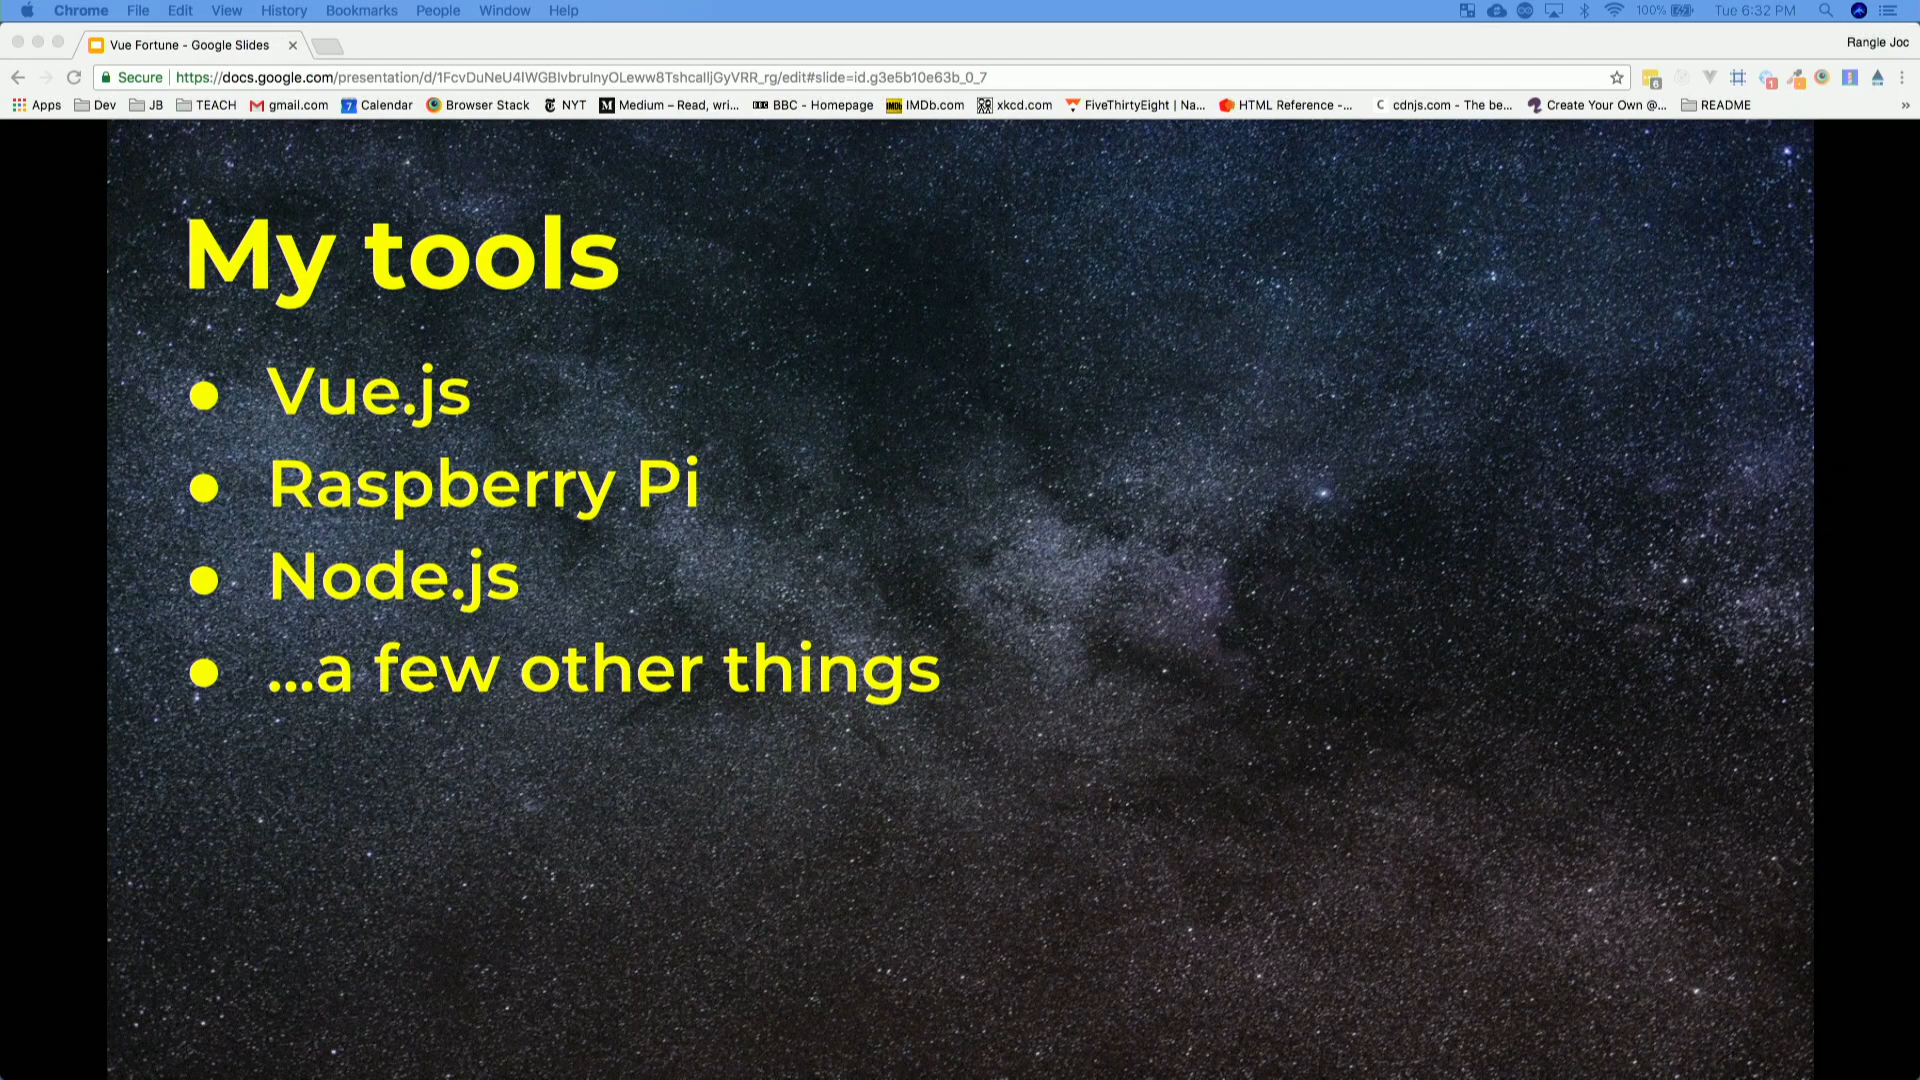 Chrome File Edit View History Bookmarks People Window Help 100% Tue 6:32 PM
Vue Fortune - Google Slides Rangle Joc
Secure https://docs.google.com/presentation/d/1FcvDuNeU4lWGBlvbrulnyOLeww8TshcalljGyVRR_rg/edit#slide=id.g3e5b10e63b_0_7 6 1
Apps Dev JB TEACH gmail.com 7 Calendar Browser Stack NYT Medium – Read, wri... BBC - Homepage IMDb.com xkcd.com FiveThirtyEight | Na... HTML Reference -... cdnjs.com - The be... Create Your Own @... README »
My tools
● Vue.js
● Raspberry Pi
● Node.js
● ...a few other things